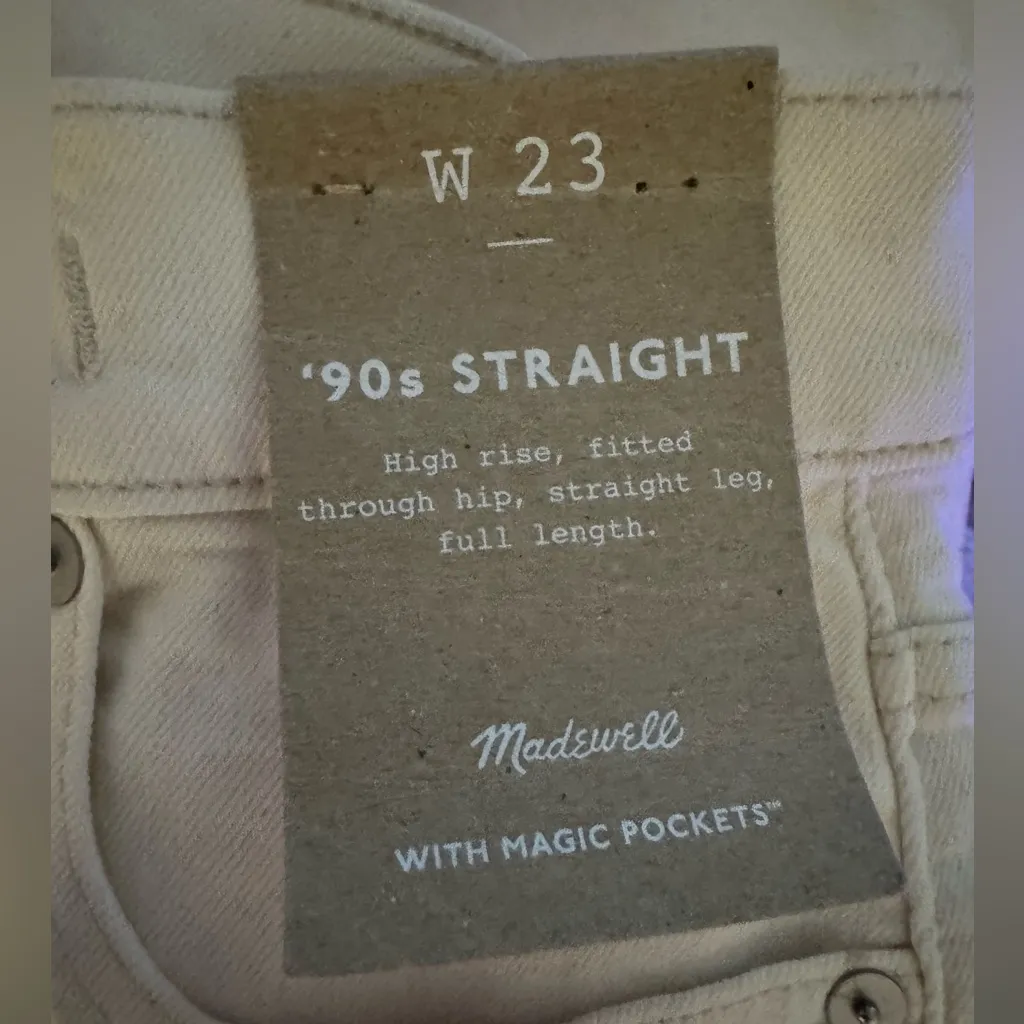 W 23
‘90s STRAIGHT
High rise, fitted
through hip, straight leg,
full length.
Madewell
WITH MAGIC POCKETS™